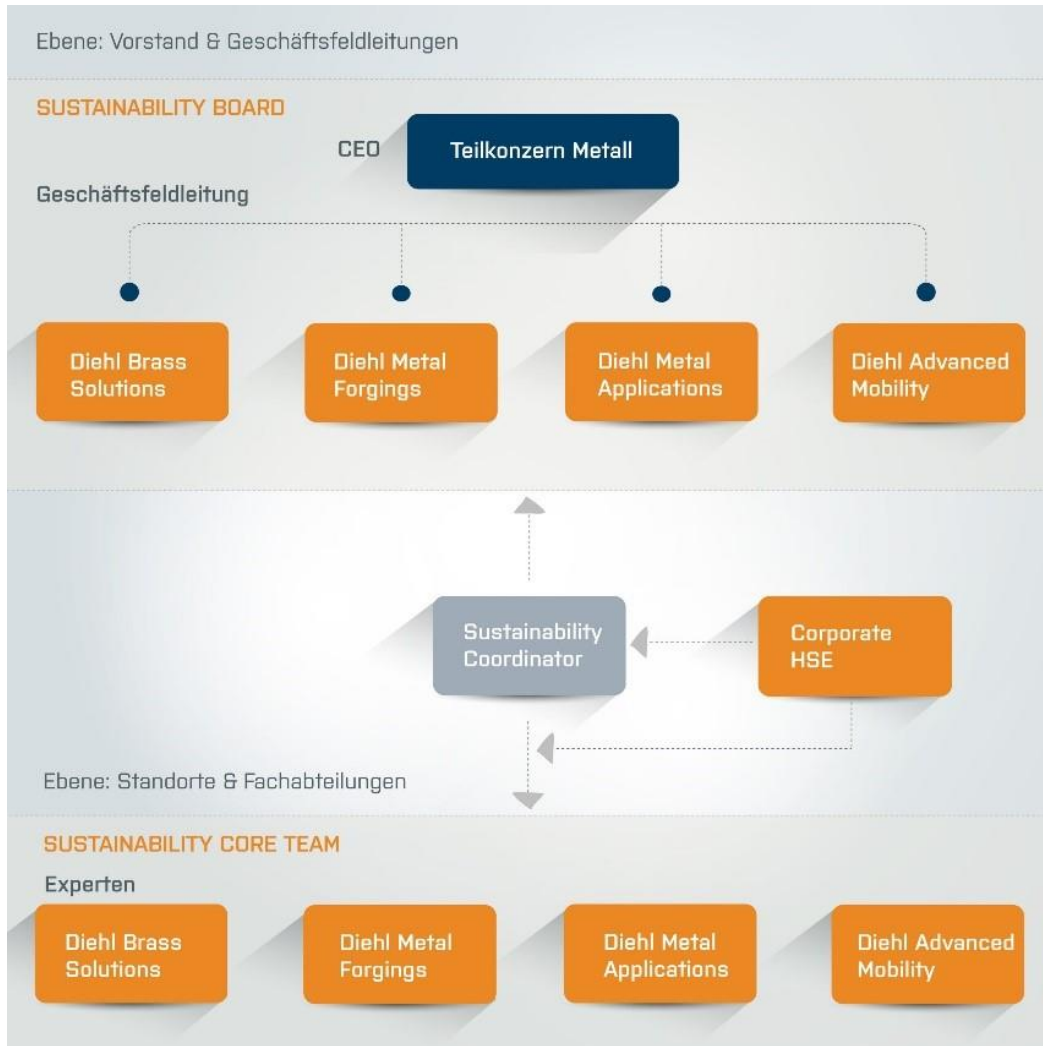 Ebene: Vorstand & Geschäftsfeldleitungen
SUSTAINABILITY BOARD
CEO
Teilkonzern Metall
Geschäftsfeldleitung
Diehl Brass
Solutions
Diehl Metal
Forgings
Diehl Metal
Applications
Diehl Advanced
Mobility
Sustainability
Coordinator
Corporate
HSE
Ebene: Standorte & Fachabteilungen
SUSTAINABILITY CORE TEAM
Experten
Diehl Brass
Solutions
Diehl Metal
Forgings
Diehl Metal
Applications
Diehl Advanced
Mobility